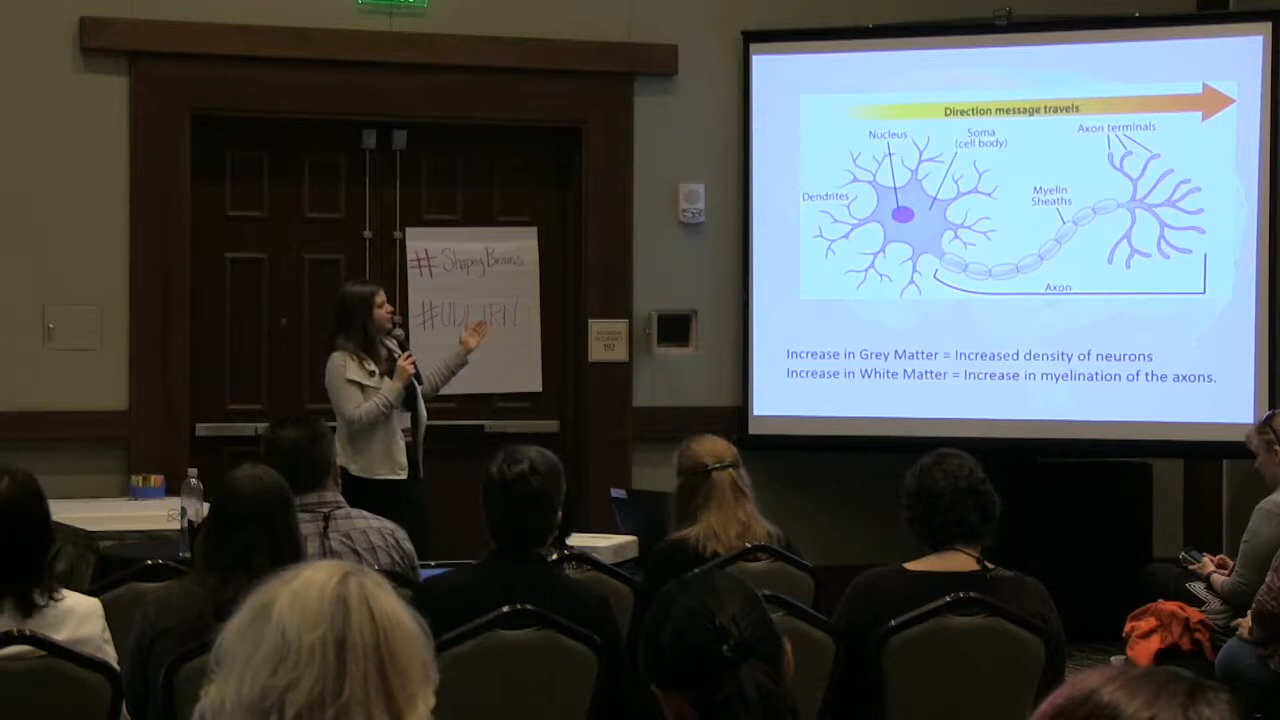 #ShapingBrains
Direction message travels
Nucleus
Soma
(cell body)
Axon terminals
Dendrites
Myelin
Sheaths
Axon
Increase in Grey Matter = Increased density of neurons
Increase in White Matter = Increase in myelination of the axons.
192